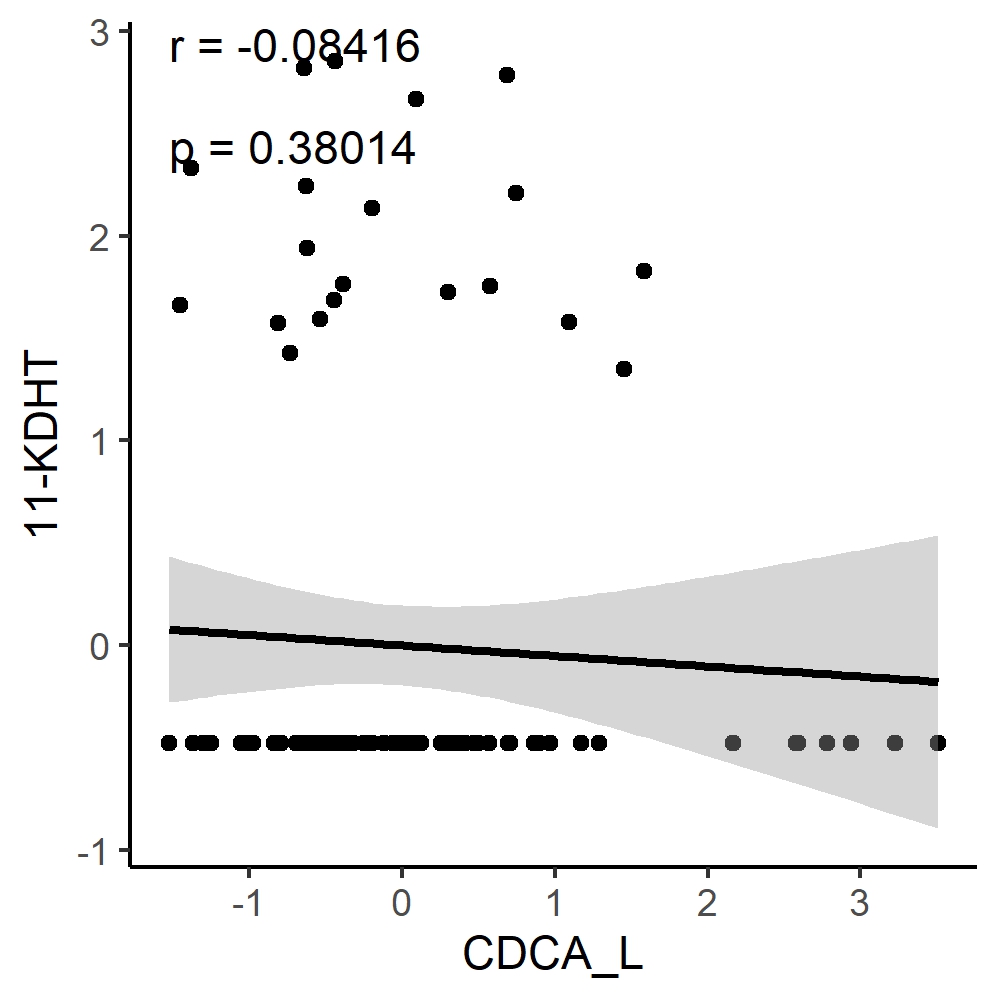 r = -0.08416
p = 0.38014
3
2
1
0
-1
11-KDHT
-1 0 1 2 3
CDCA_L